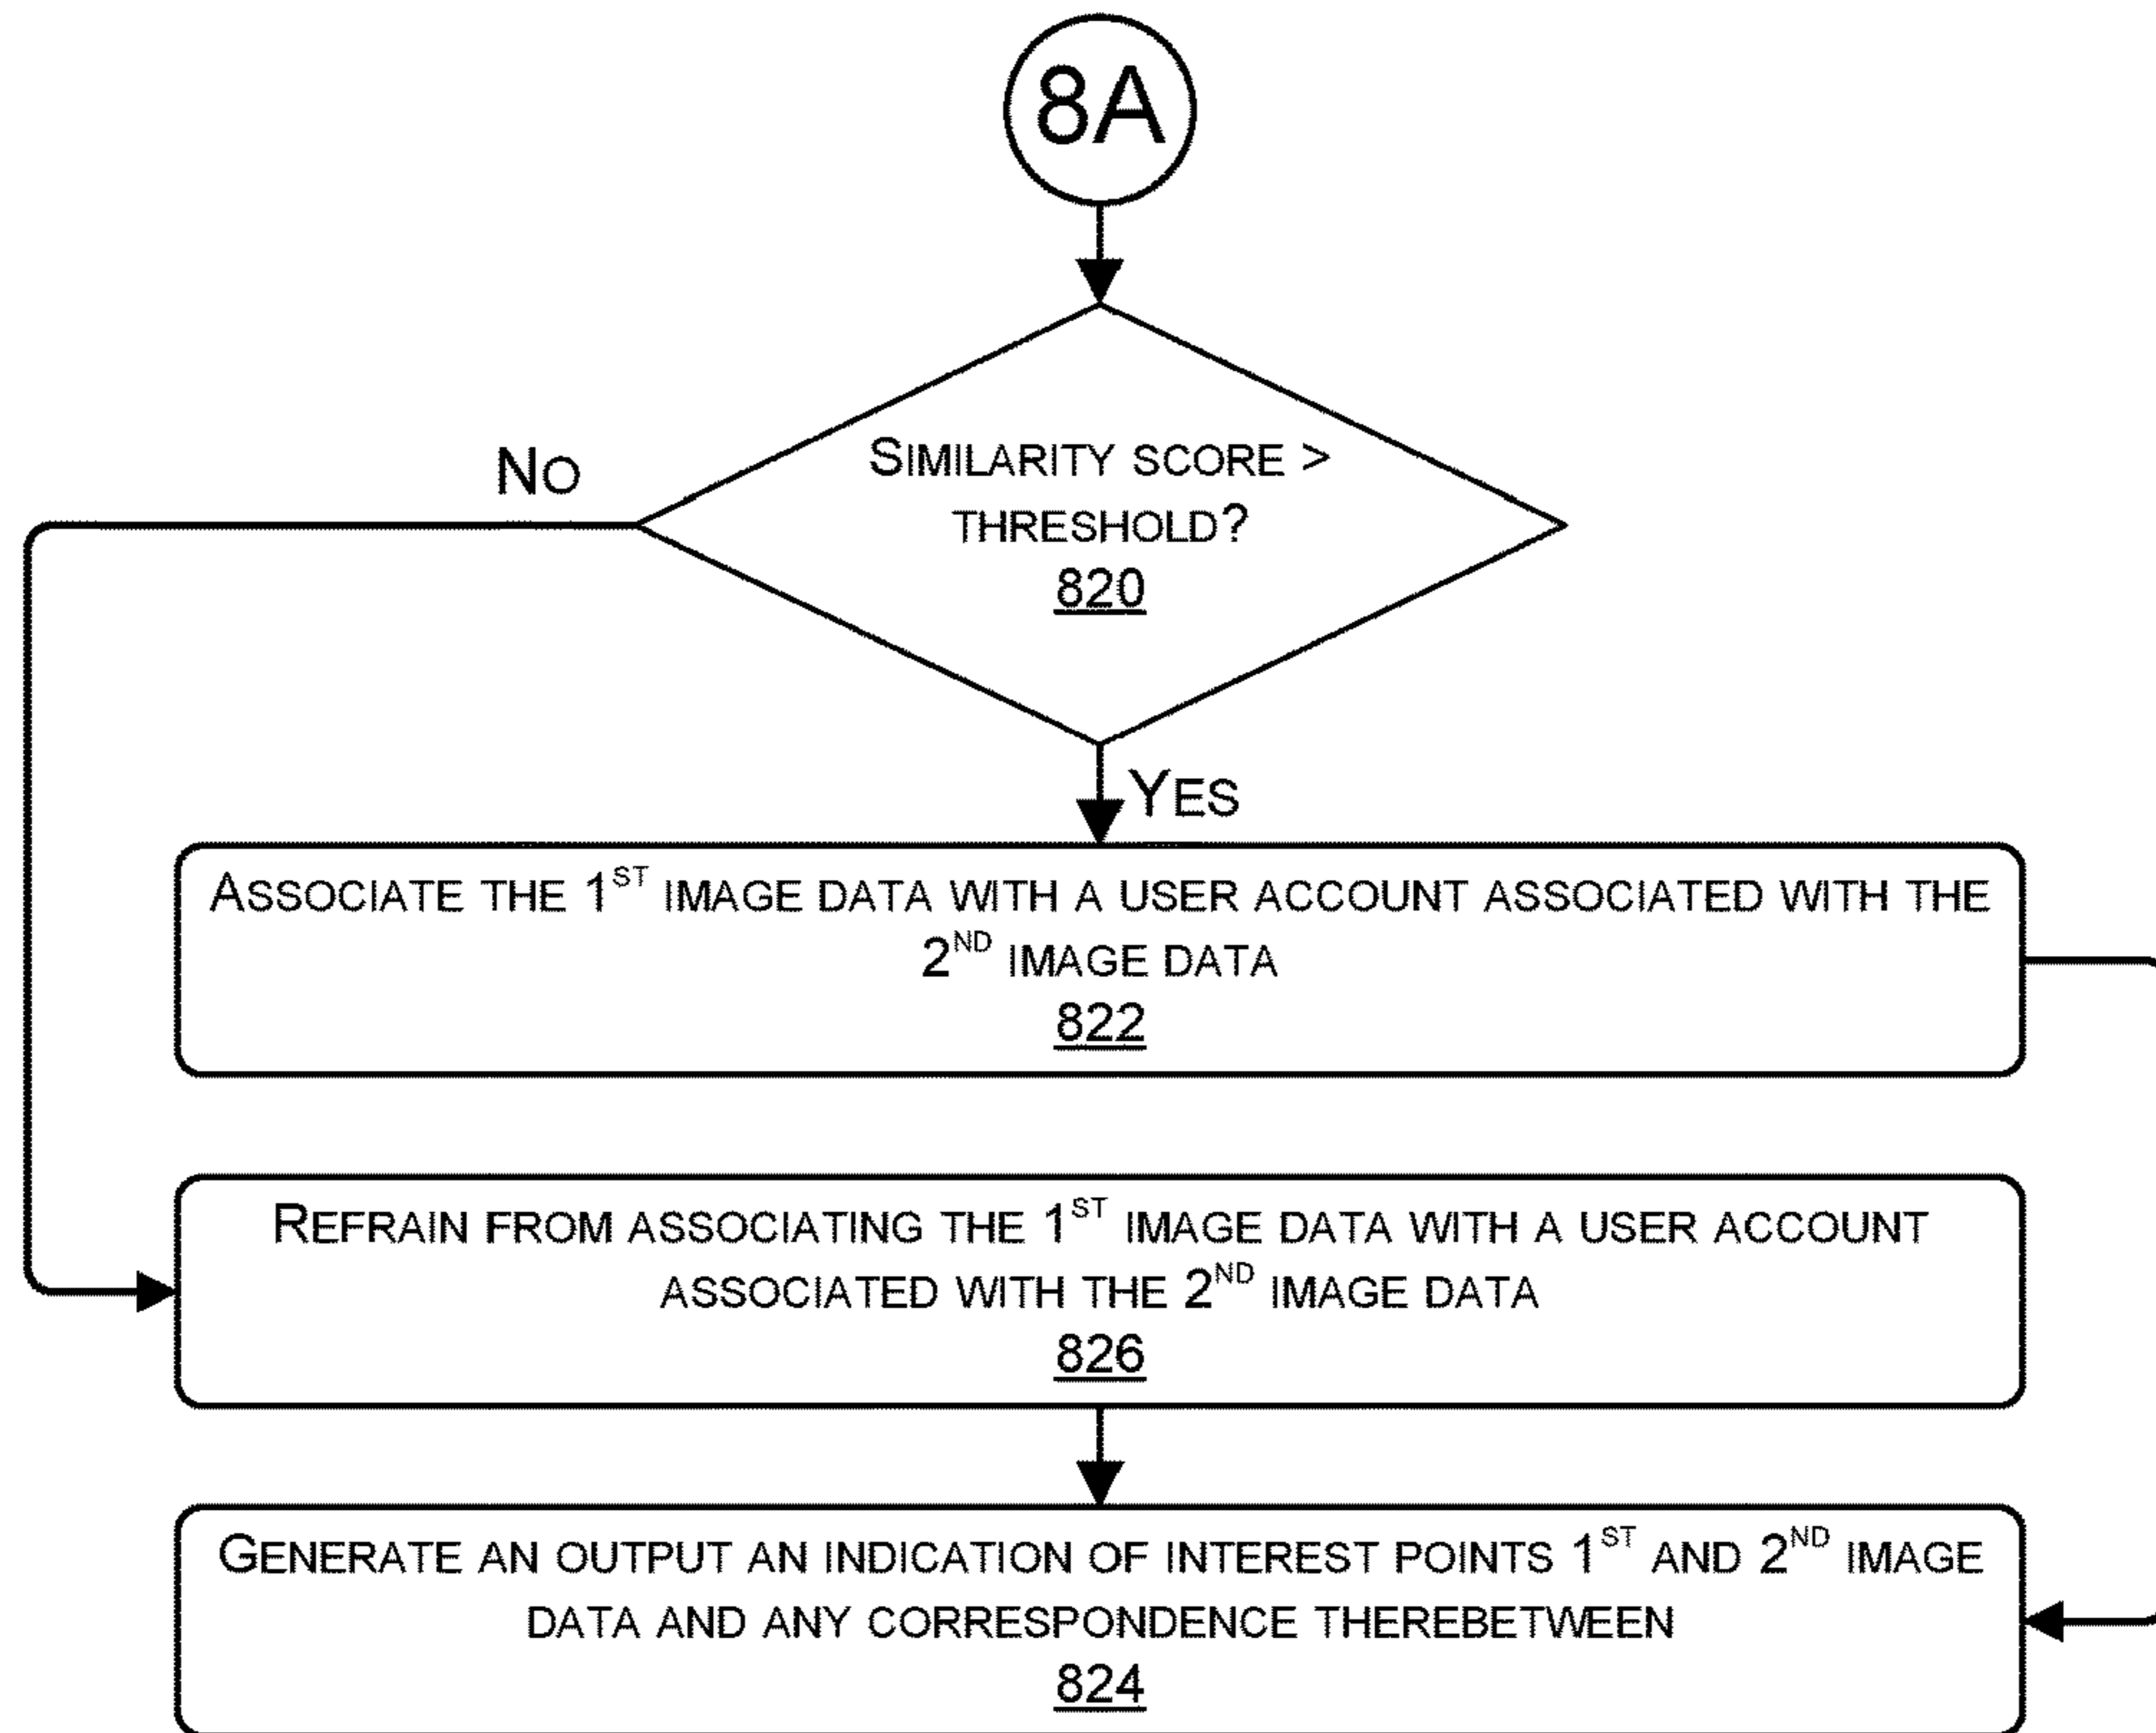 8A
SIMILARITY SCORE >
THRESHOLD?
820
NO
YES
ASSOCIATE THE 1ST IMAGE DATA WITH A USER ACCOUNT ASSOCIATED WITH THE
2ND IMAGE DATA
822
REFRAIN FROM ASSOCIATING THE 1ST IMAGE DATA WITH A USER ACCOUNT
ASSOCIATED WITH THE 2ND IMAGE DATA
826
GENERATE AN OUTPUT AN INDICATION OF INTEREST POINTS 1ST AND 2ND IMAGE
DATA AND ANY CORRESPONDENCE THEREBETWEEN
824